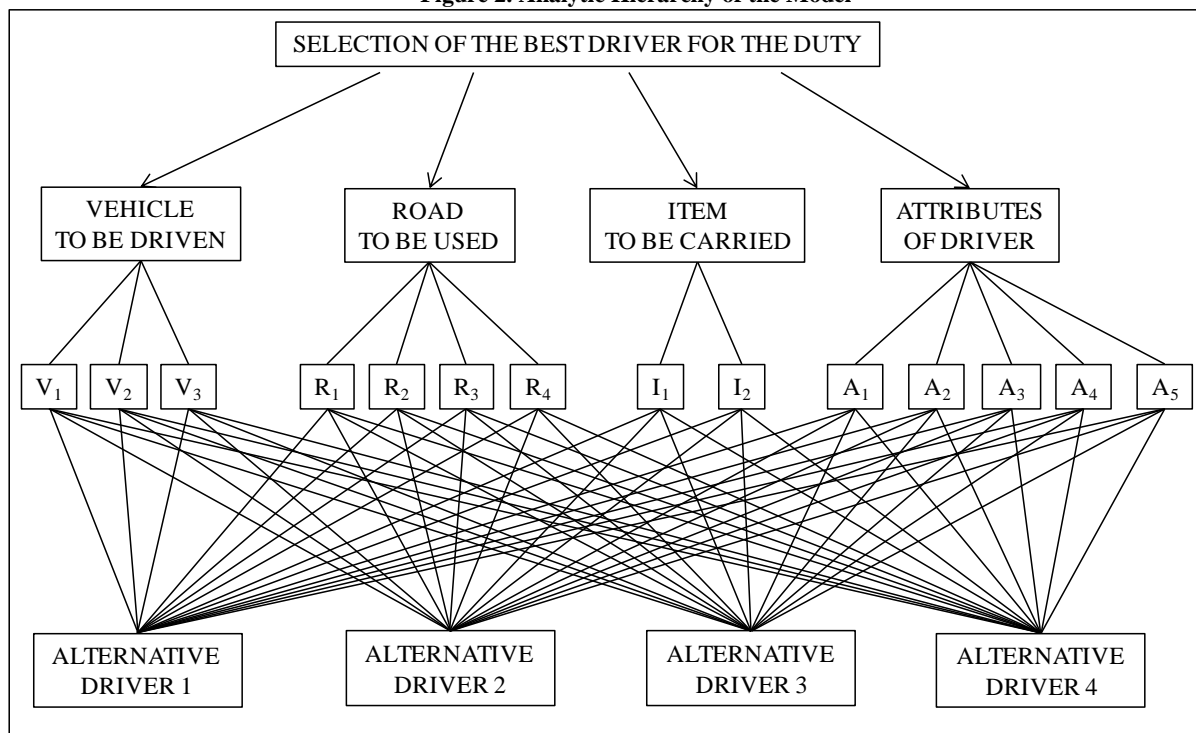 Figure 2. Analytic Hierarchy of the Model
SELECTION OF THE BEST DRIVER FOR THE DUTY
VEHICLE
TO BE DRIVEN
ROAD
TO BE USED
ITEM
TO BE CARRIED
ATTRIBUTES
OF DRIVER
V₁ V₂ V₃ R₁ R₂ R₃ R₄ I₁ I₂ A₁ A₂ A₃ A₄ A₅
ALTERNATIVE
DRIVER 1
ALTERNATIVE
DRIVER 2
ALTERNATIVE
DRIVER 3
ALTERNATIVE
DRIVER 4